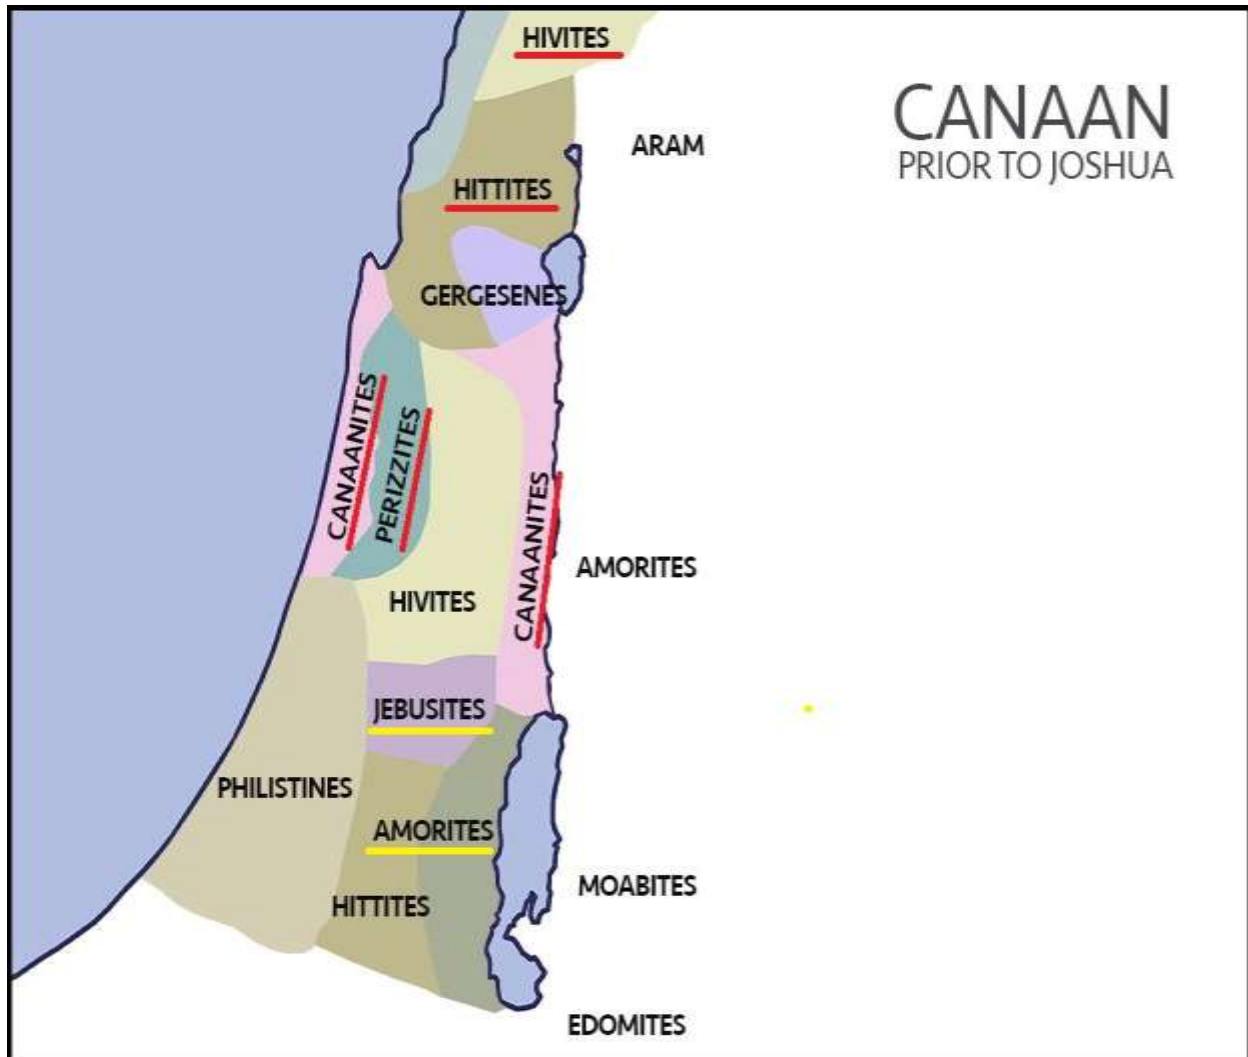 HIVITES
CANAAN
PRIOR TO JOSHUA
ARAM
HITTITES
GERGESENES
CANAANITES
PERIZZITES
CANAANITES
AMORITES
HIVITES
JEBUSITES
PHILISTINES
AMORITES
MOABITES
HITTITES
EDOMITES